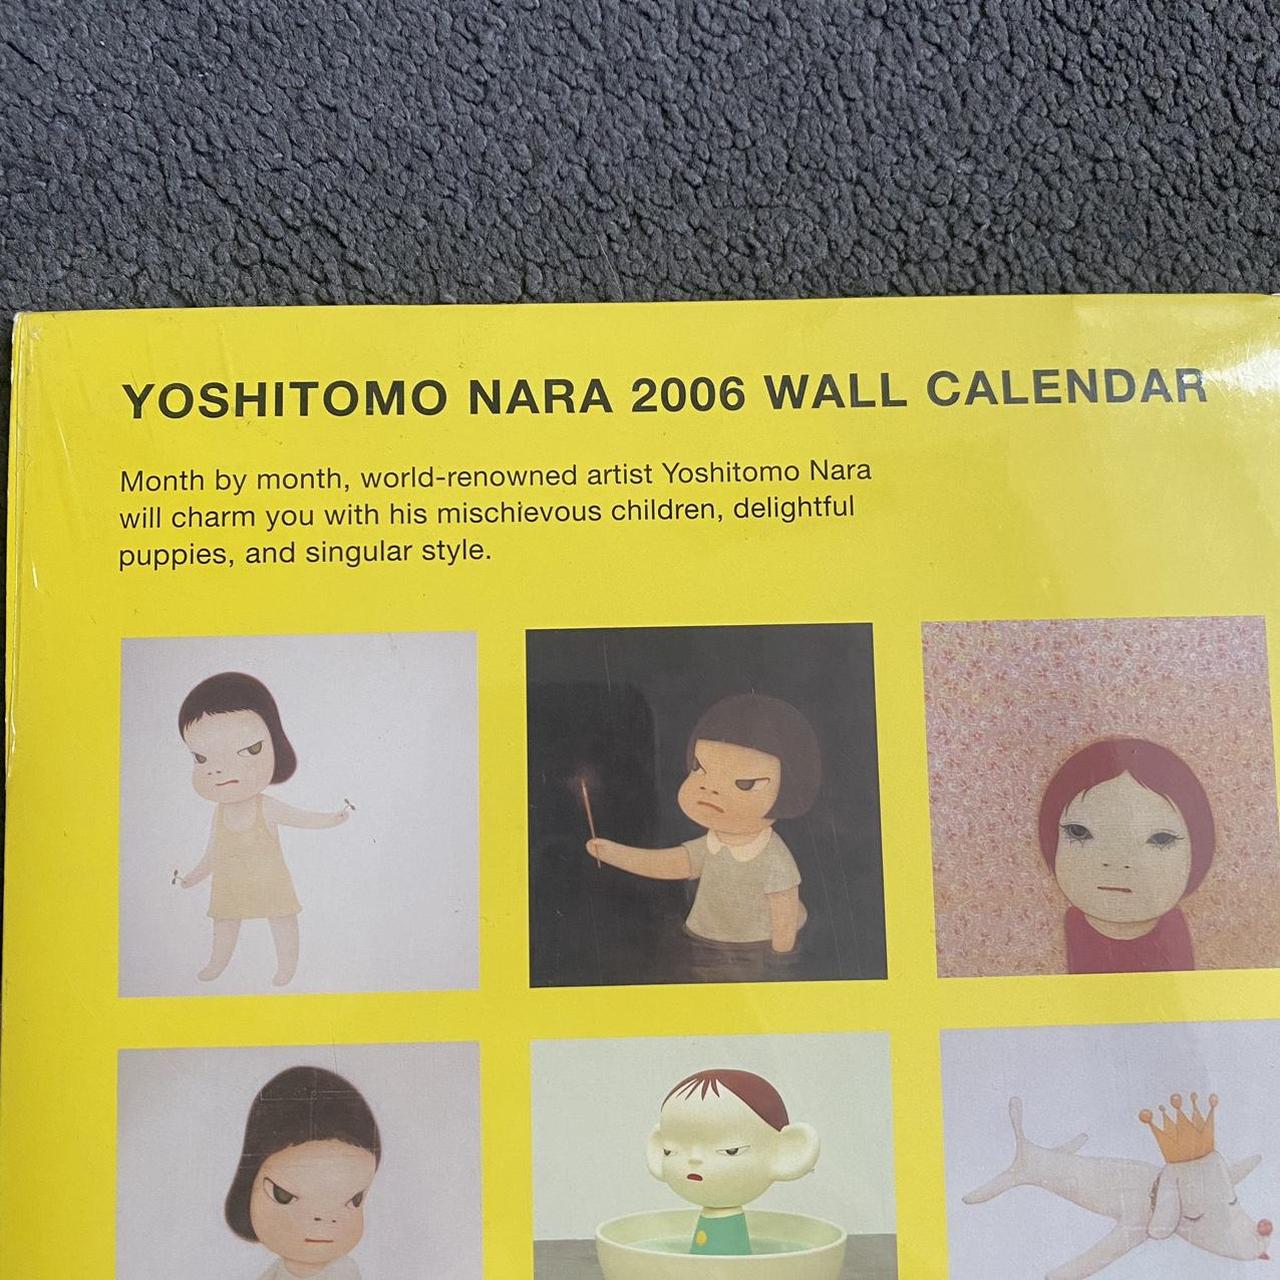 YOSHITOMO NARA 2006 WALL CALENDAR
Month by month, world-renowned artist Yoshitomo Nara
will charm you with his mischievous children, delightful
puppies, and singular style.